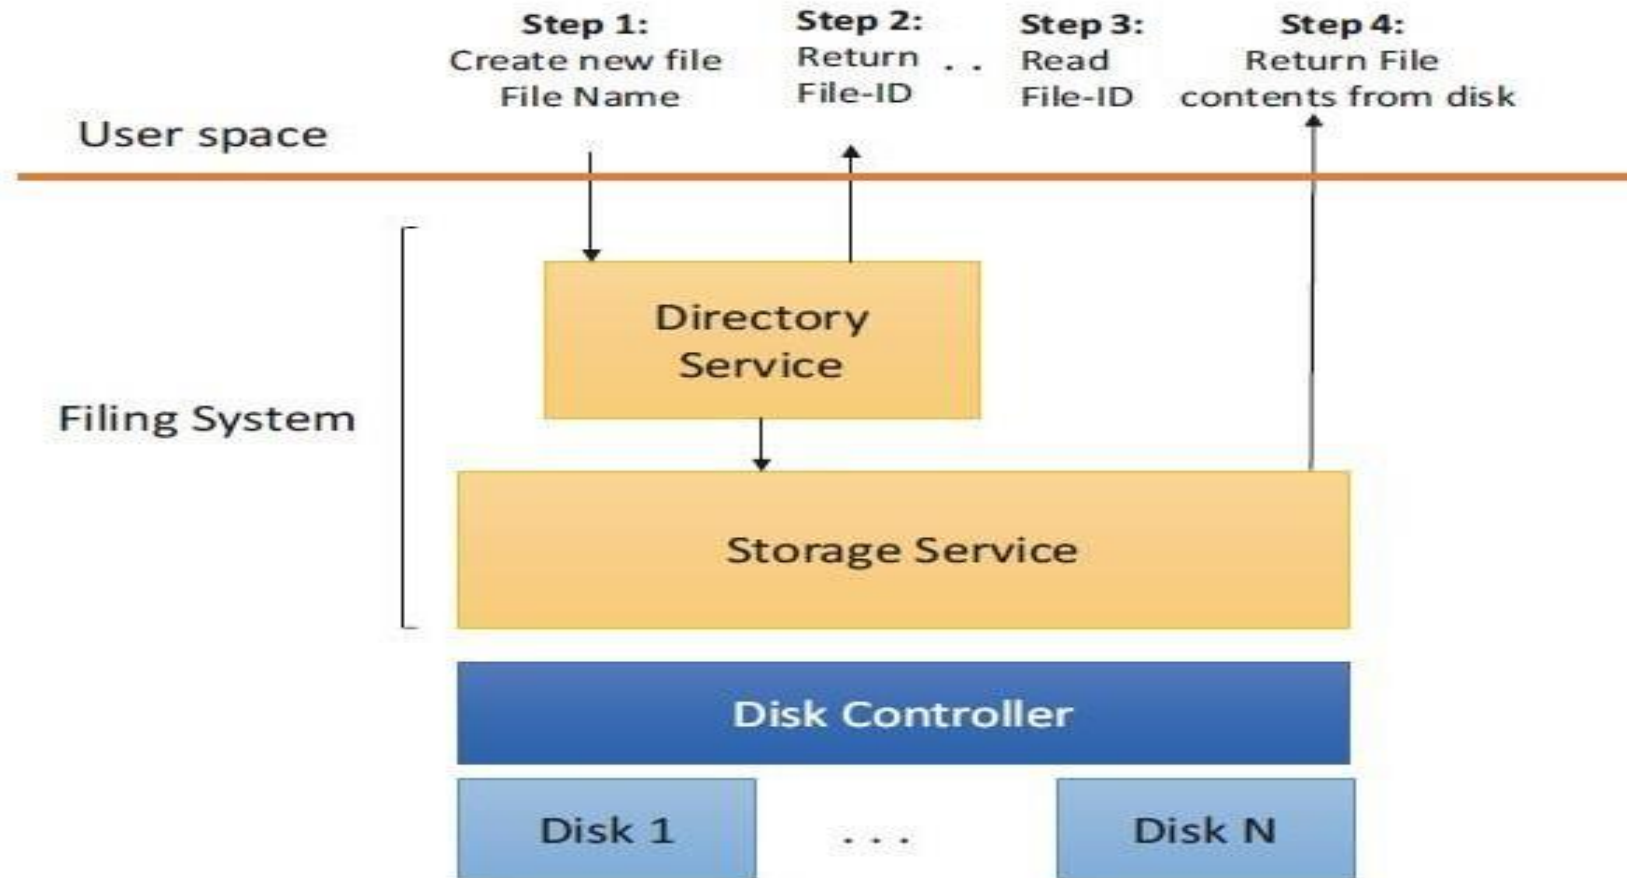 Step 1:
Create new file
File Name
Step 2:
Return . .
File-ID
Step 3:
Read
File-ID
Step 4:
Return File
contents from disk
User space
Directory
Service
Filing System
Storage Service
Disk Controller
Disk 1
. . .
Disk N